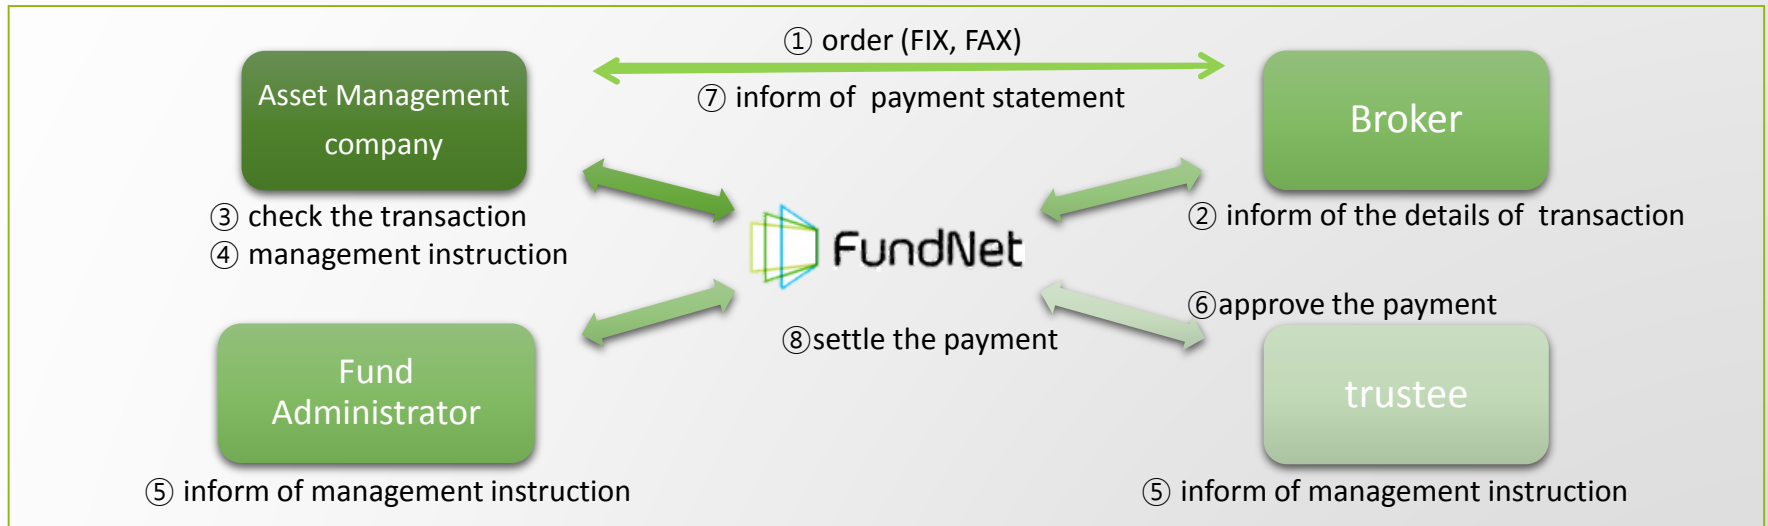 ① order (FIX, FAX)
Asset Management
company
⑦ inform of payment statement
Broker
③ check the transaction
④ management instruction
② inform of the details of transaction
FundNet
⑥approve the payment
⑧settle the payment
Fund
Administrator
trustee
⑤ inform of management instruction
⑤ inform of management instruction